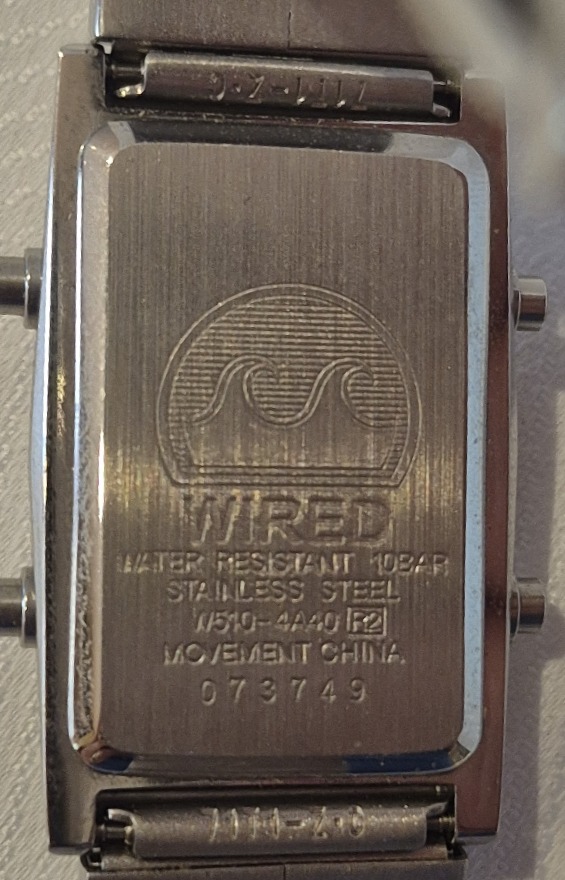 WIRED
WATER RESISTANT 10BAR
STAINLESS STEEL
W510-4A40 R2
MOVEMENT CHINA
073749